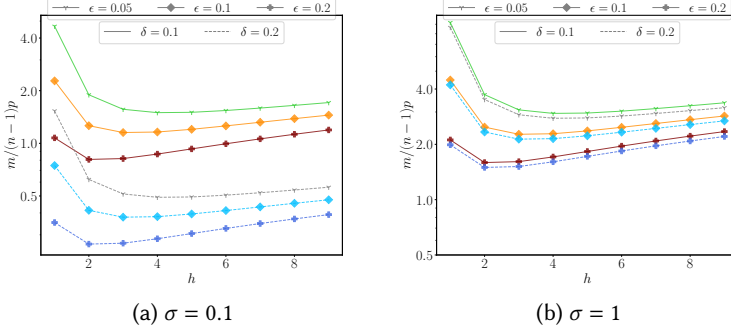 ϵ = 0.05 ϵ = 0.1 ϵ = 0.2
δ = 0.1 δ = 0.2
4.0
2.0
1.0
0.5
m/(n − 1)p
2 4 6 8
h
(a) σ = 0.1
ϵ = 0.05 ϵ = 0.1 ϵ = 0.2
δ = 0.1 δ = 0.2
4.0
2.0
1.0
0.5
m/(n − 1)p
2 4 6 8
h
(b) σ = 1